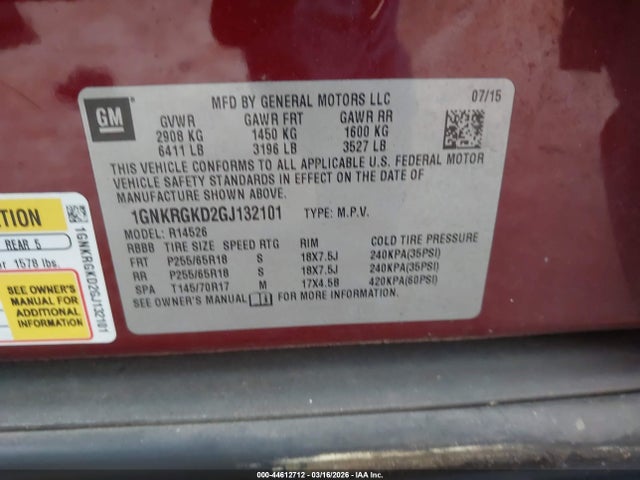 GM
MFD BY GENERAL MOTORS LLC
07/15
GVWR GAWR FRT GAWR RR
2908 KG 1450 KG 1600 KG
6411 LB 3196 LB 3527 LB
THIS VEHICLE CONFORMS TO ALL APPLICABLE U.S. FEDERAL MOTOR
VEHICLE SAFETY STANDARDS IN EFFECT ON THE DATE OF
MANUFACTURE SHOWN ABOVE.
1GNKRGKD2GJ132101 TYPE: M.P.V.
MODEL: R14526
RBBB TIRE SIZE SPEED RTG RIM COLD TIRE PRESSURE
FRT P255/65R18 S 18X7.5J 240KPA(35PSI)
RR P255/65R18 S 18X7.5J 240KPA(35PSI)
SPA T145/70R17 M 17X4.5B 420KPA(60PSI)
SEE OWNER'S MANUAL FOR MORE INFORMATION.
TION
REAR 5
1578 lbs.
SEE OWNER'S
MANUAL FOR
ADDITIONAL
INFORMATION
1GNKRGKD2GJ132101
000-44612712 - 03/16/2026 - IAA Inc.